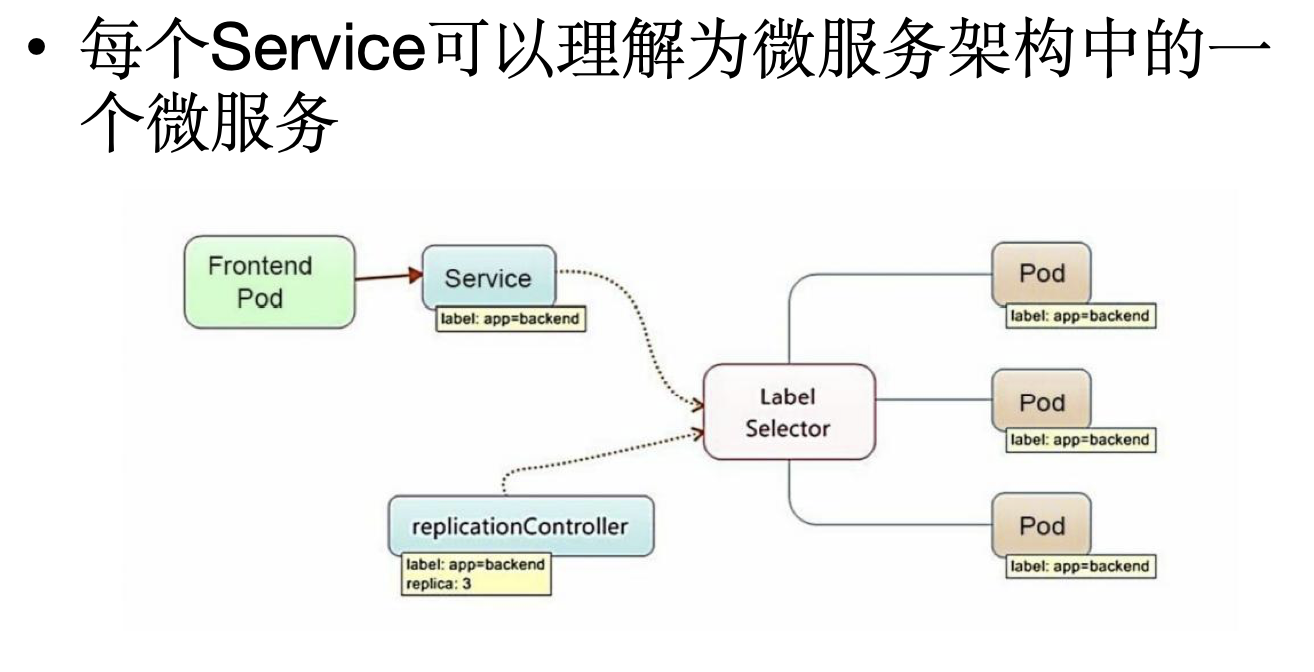 • 每个Service可以理解为微服务架构中的一
个微服务
Frontend
Pod
Service
label: app=backend
Pod
label: app=backend
Label
Selector
Pod
label: app=backend
replicationController
label: app=backend
replica: 3
Pod
label: app=backend